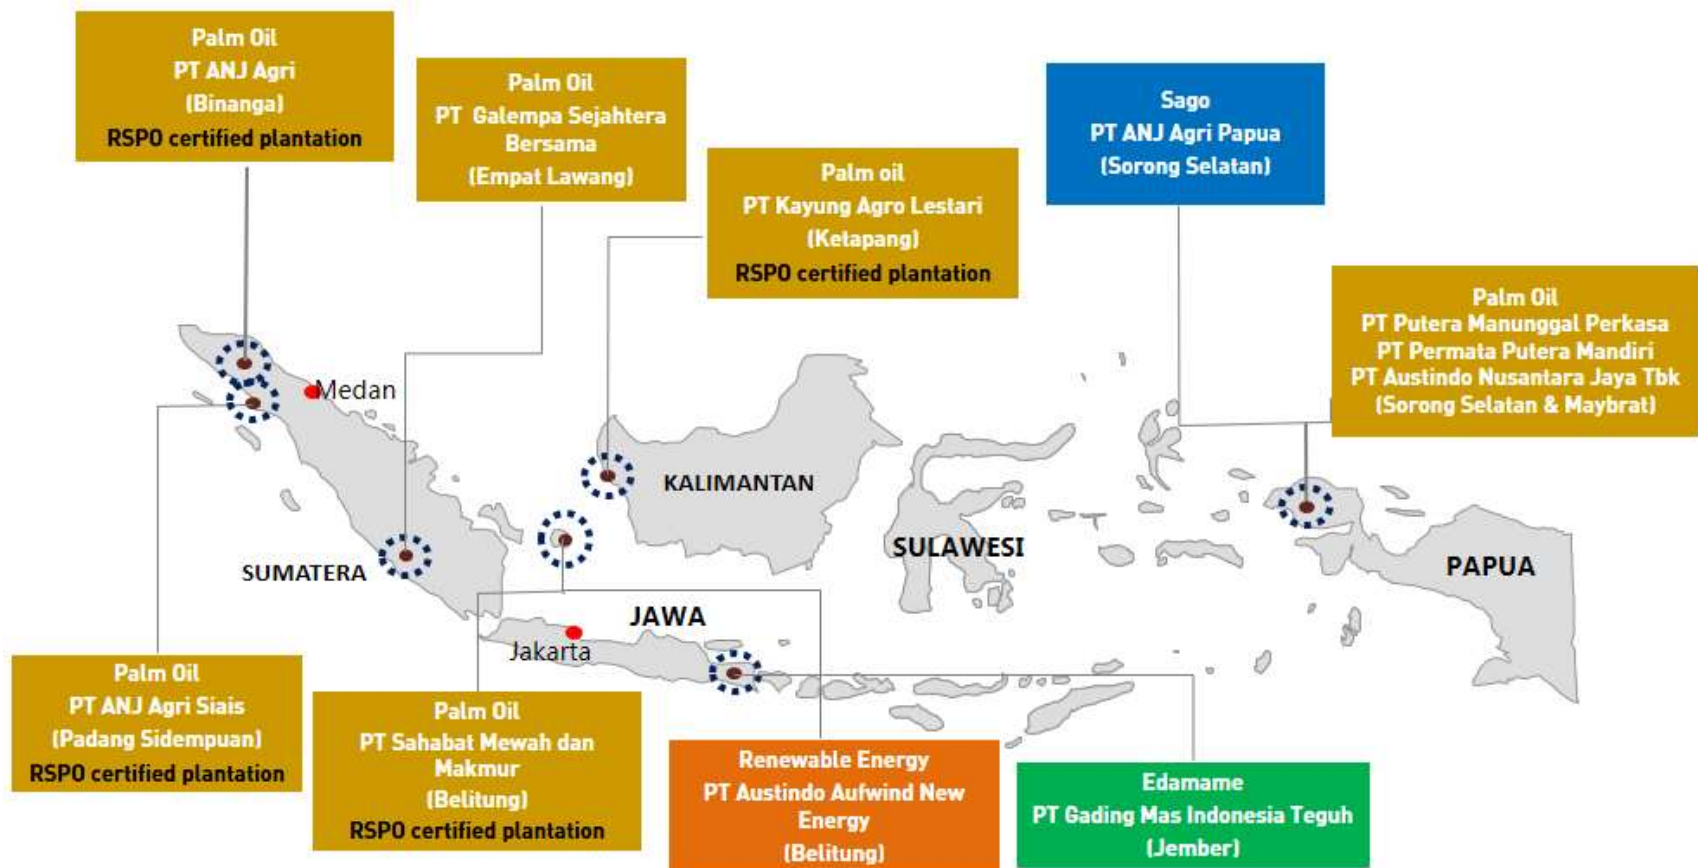 Palm Oil
PT ANJ Agri
(Binanga)
RSPO certified plantation
Palm Oil
PT Galempa Sejahtera
Bersama
(Empat Lawang)
Palm oil
PT Kayung Agro Lestari
(Ketapang)
RSPO certified plantation
Sago
PT ANJ Agri Papua
(Sorong Selatan)
Palm Oil
PT Putera Manunggal Perkasa
PT Permata Putera Mandiri
PT Austindo Nusantara Jaya Tbk
(Sorong Selatan & Maybrat)
Medan
KALIMANTAN
SULAWESI
PAPUA
SUMATERA
JAWA
Jakarta
Palm Oil
PT ANJ Agri Siais
(Padang Sidempuan)
RSPO certified plantation
Palm Oil
PT Sahabat Mewah dan
Makmur
(Belitung)
RSPO certified plantation
Renewable Energy
PT Austindo Aufwind New
Energy
(Belitung)
Edamame
PT Gading Mas Indonesia Teguh
(Jember)